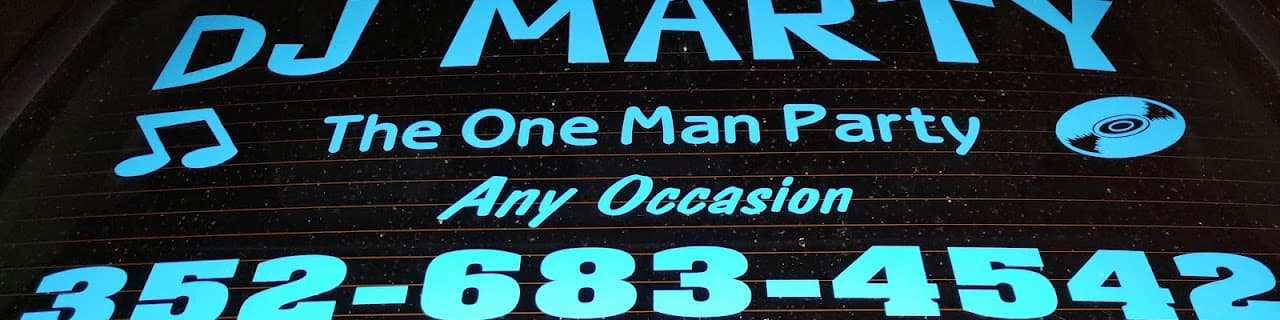 DJ MARTY
The One Man Party
Any Occasion
352-683-4542